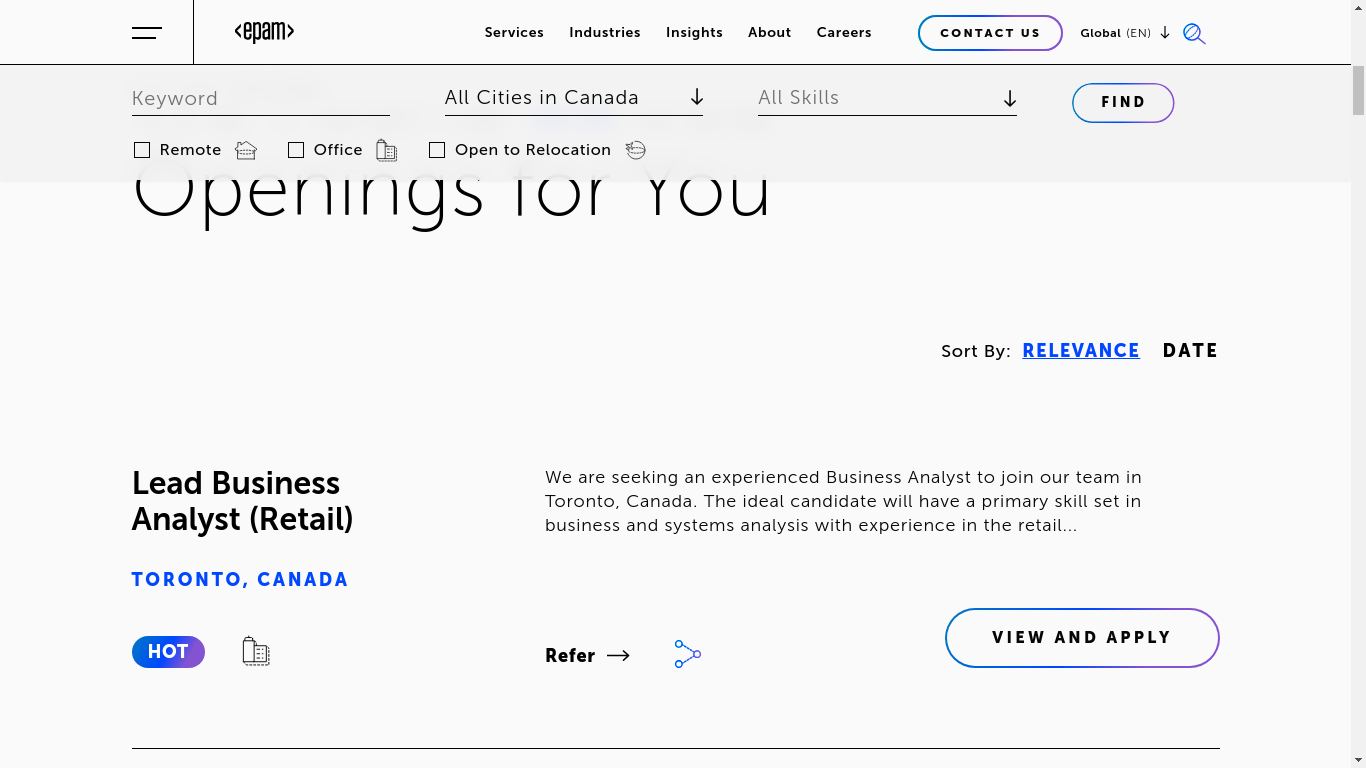 <epam>
Services Industries Insights About Careers CONTACT US Global (EN)
Keyword All Cities in Canada All Skills FIND
Remote Office Open to Relocation
Openings for You
Sort By: RELEVANCE DATE
Lead Business
Analyst (Retail)
We are seeking an experienced Business Analyst to join our team in
Toronto, Canada. The ideal candidate will have a primary skill set in
business and systems analysis with experience in the retail...
TORONTO, CANADA
HOT
Refer
VIEW AND APPLY